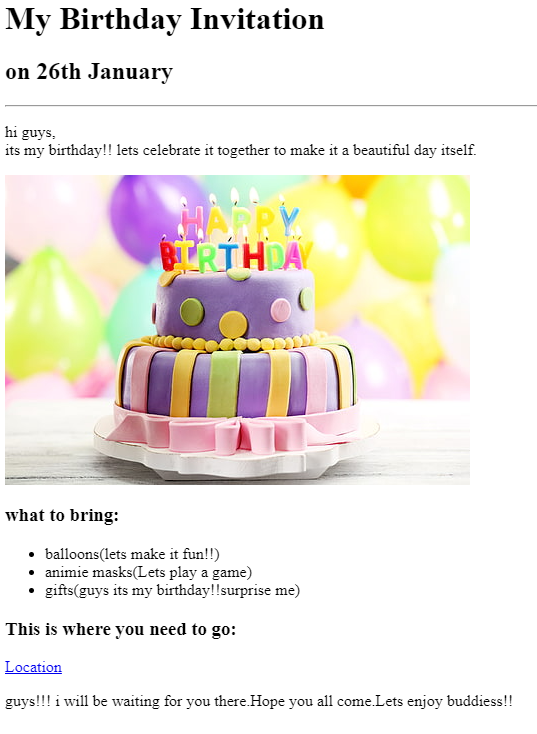 My Birthday Invitation
on 26th January
hi guys,
its my birthday!! lets celebrate it together to make it a beautiful day itself.
HAPPY
BIRTHDAY
what to bring:
balloons(lets make it fun!!)
animie masks(Lets play a game)
gifts(guys its my birthday!!surprise me)
This is where you need to go:
Location
guys!!! i will be waiting for you there.Hope you all come.Lets enjoy buddiess!!